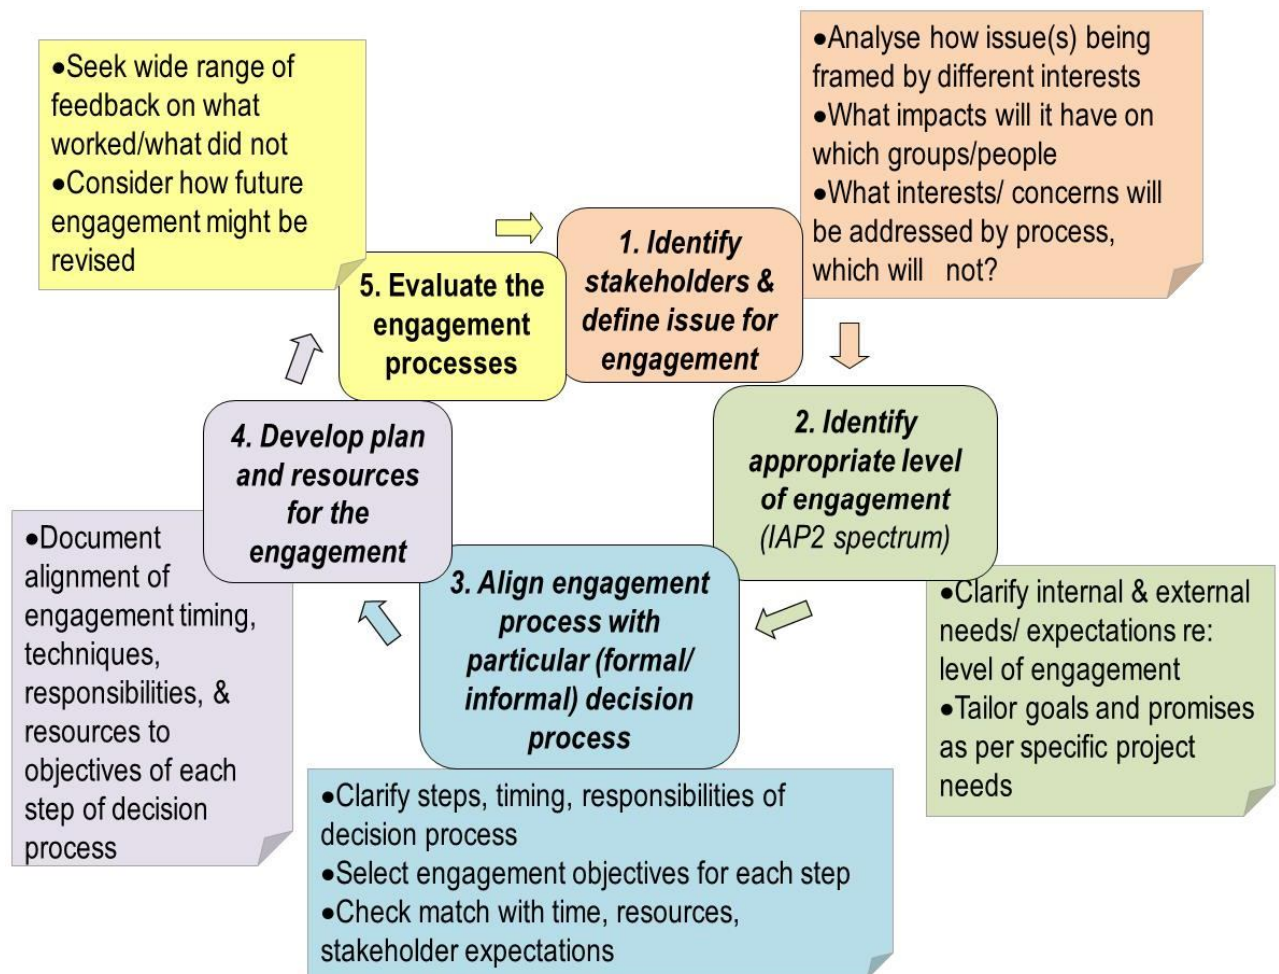 •Seek wide range of
feedback on what
worked/what did not
•Consider how future
engagement might be
revised
•Analyse how issue(s) being
framed by different interests
•What impacts will it have on
which groups/people
•What interests/ concerns will
be addressed by process,
which will not?
1. Identify
stakeholders &
define issue for
engagement
5. Evaluate the
engagement
processes
2. Identify
appropriate level
of engagement
(IAP2 spectrum)
4. Develop plan
and resources
for the
engagement
3. Align engagement
process with
particular (formal/
informal) decision
process
•Clarify internal & external
needs/ expectations re:
level of engagement
•Tailor goals and promises
as per specific project
needs
•Document
alignment of
engagement timing,
techniques,
responsibilities, &
resources to
objectives of each
step of decision
process
•Clarify steps, timing, responsibilities of
decision process
•Select engagement objectives for each step
•Check match with time, resources,
stakeholder expectations